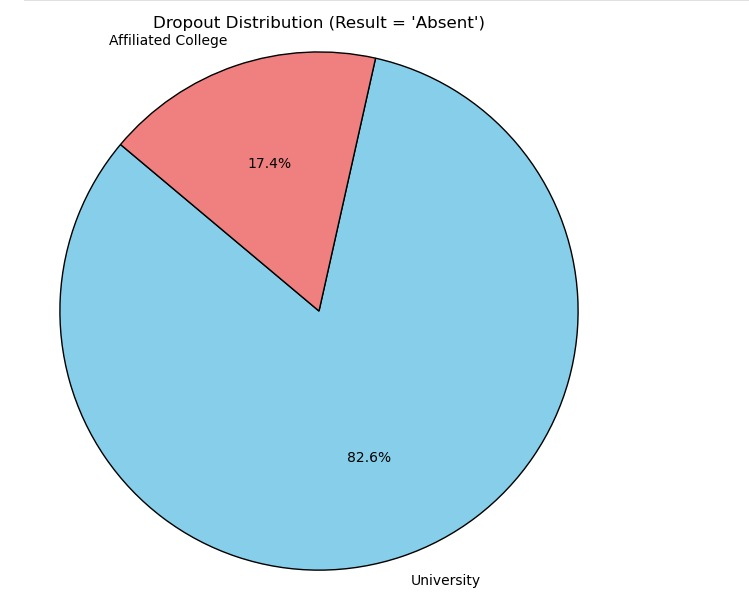 Dropout Distribution (Result = 'Absent')
Affiliated College
17.4%
82.6%
University